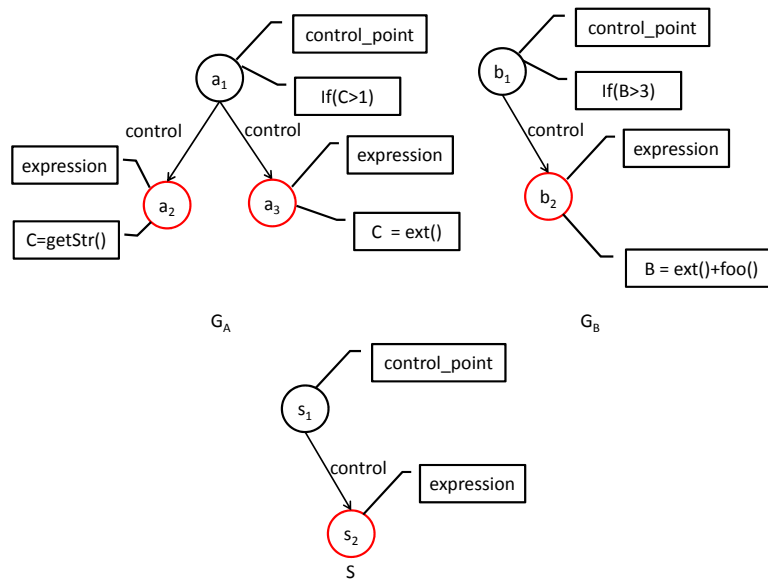 control_point
a1
If(C>1)
control
control
expression
expression
a2
a3
C=getStr()
C = ext()
GA
control_point
b1
If(B>3)
control
expression
b2
B = ext()+foo()
GB
control_point
s1
control
expression
s2
S